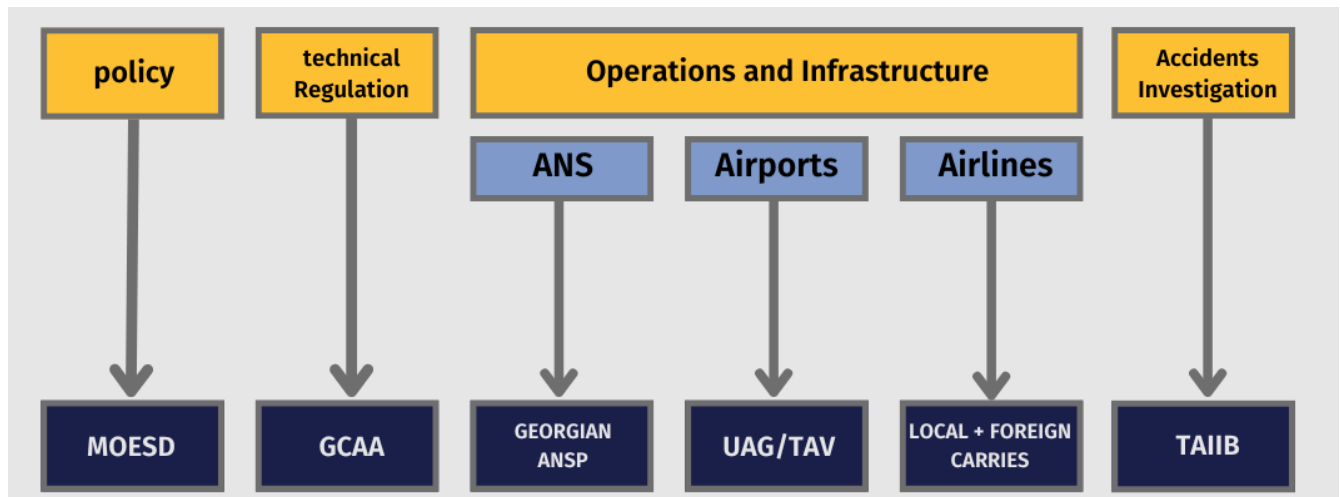 policy
technical
Regulation
Operations and Infrastructure
Accidents
Investigation
ANS
Airports
Airlines
MOESD
GCAA
GEORGIAN
ANSP
UAG/TAV
LOCAL + FOREIGN
CARRIES
TAIIB